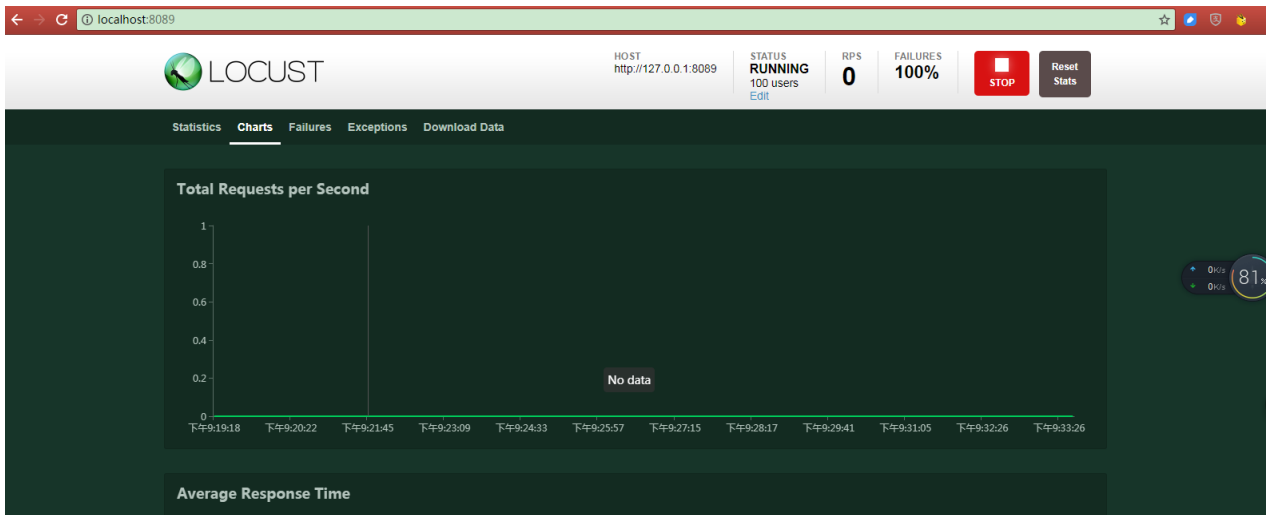 localhost:8089
LOCUST
HOST
http://127.0.0.1:8089
STATUS
RUNNING
100 users
Edit
RPS
0
FAILURES
100%
STOP
Reset
Stats
Statistics Charts Failures Exceptions Download Data
Total Requests per Second
1
0.8
0.6
0.4
0.2
0
No data
下午9:19:18 下午9:20:22 下午9:21:45 下午9:23:09 下午9:24:33 下午9:25:57 下午9:27:15 下午9:28:17 下午9:29:41 下午9:31:05 下午9:32:26 下午9:33:26
0K/s
0K/s
81%
Average Response Time